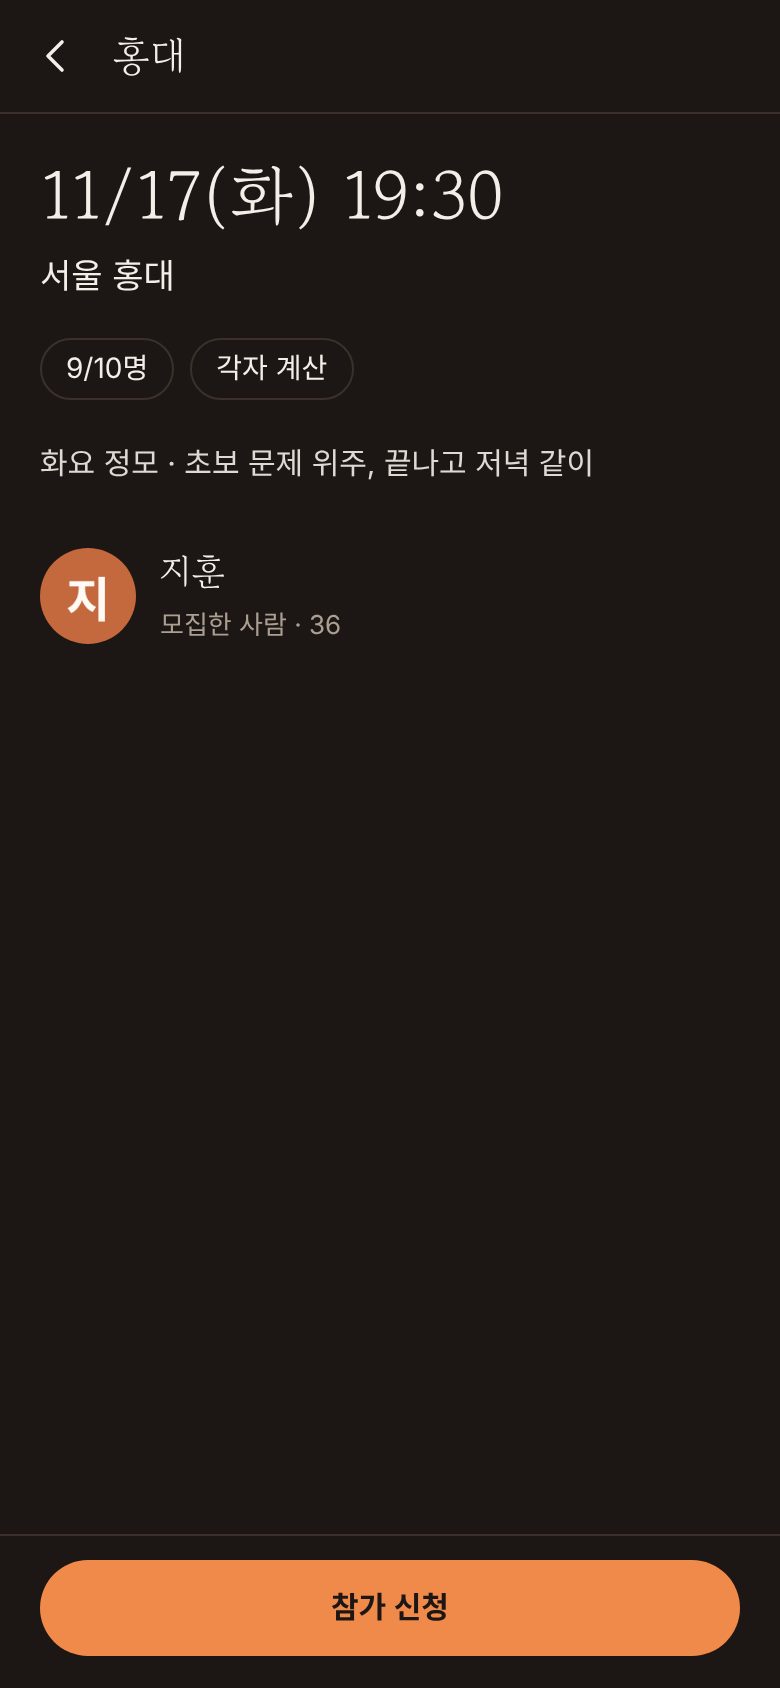 홍대
11/17(화) 19:30
서울 홍대
9/10명 각자 계산
화요 정모 · 초보 문제 위주, 끝나고 저녁 같이
지
지훈
모집한 사람 · 36
참가 신청